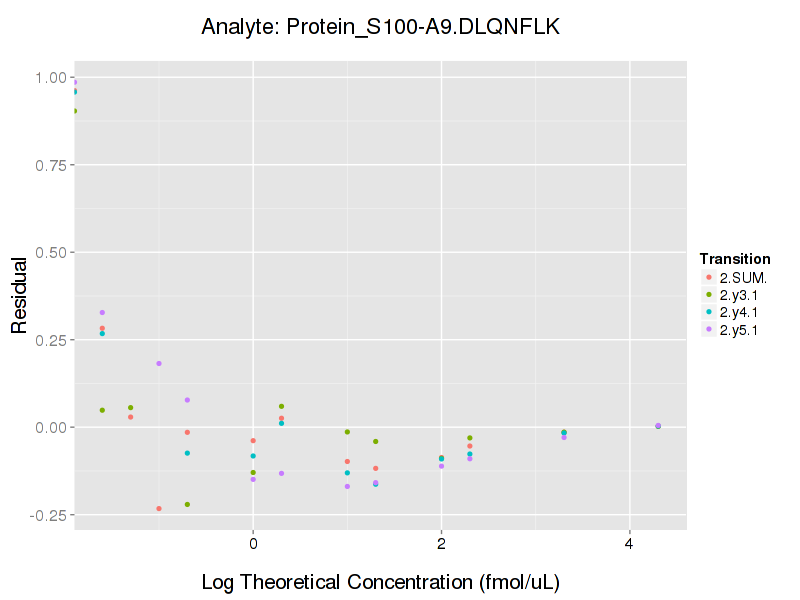 Analyte: Protein_S100-A9.DLQNFLK
1.00
0.75
0.50
0.25
0.00
-0.25
Residual
0 2 4
Log Theoretical Concentration (fmol/uL)
Transition
2.SUM.
2.y3.1
2.y4.1
2.y5.1